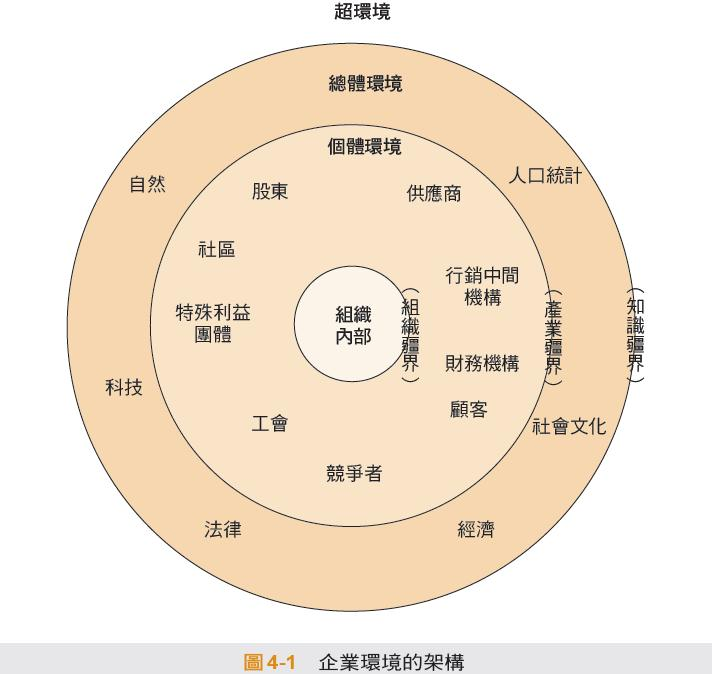 超環境
總體環境
個體環境
自然
股東
供應商
人口統計
社區
行銷中間
機構
特殊利益
團體
組織
內部
（組織疆界）
（產業疆界）
（知識疆界）
財務機構
科技
顧客
工會
社會文化
競爭者
法律
經濟
圖4-1 企業環境的架構